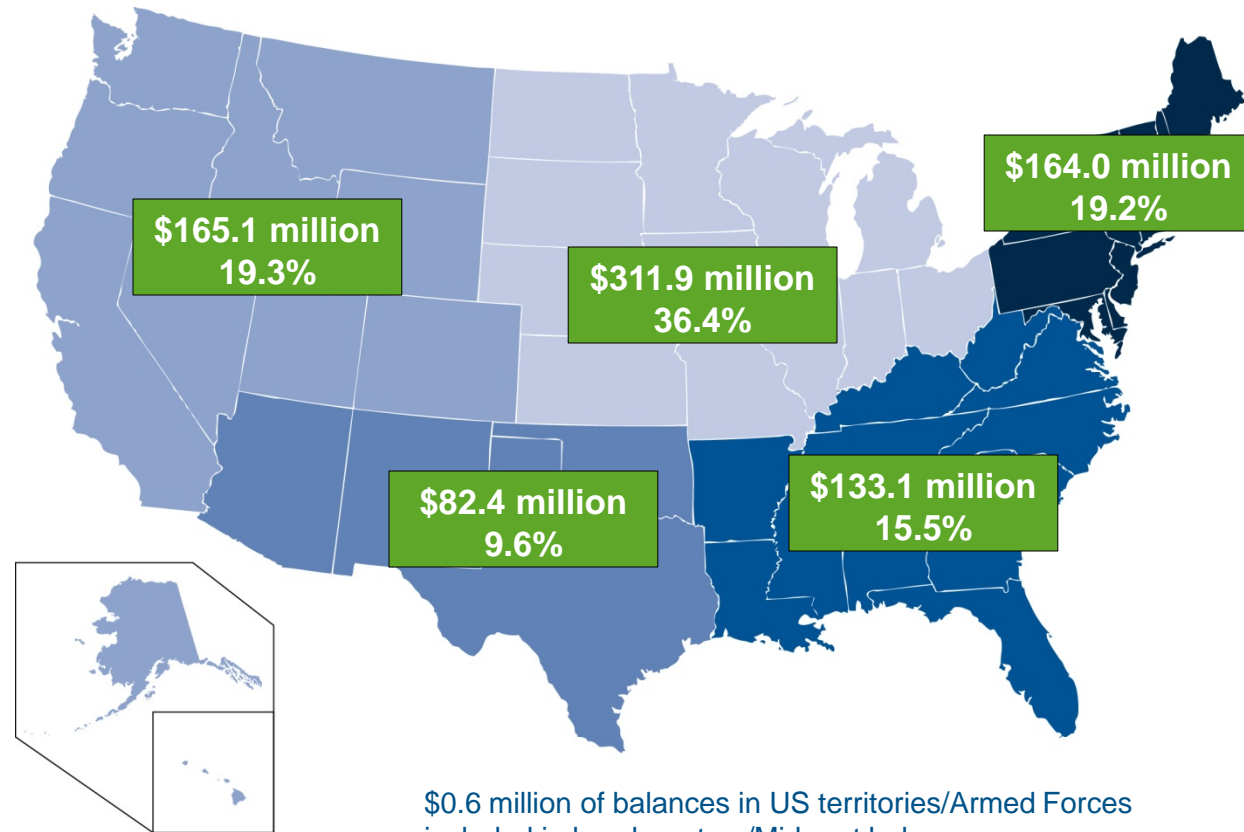 $164.0 million
19.2%
$165.1 million
19.3%
$311.9 million
36.4%
$82.4 million
9.6%
$133.1 million
15.5%
$0.6 million of balances in US territories/Armed Forces